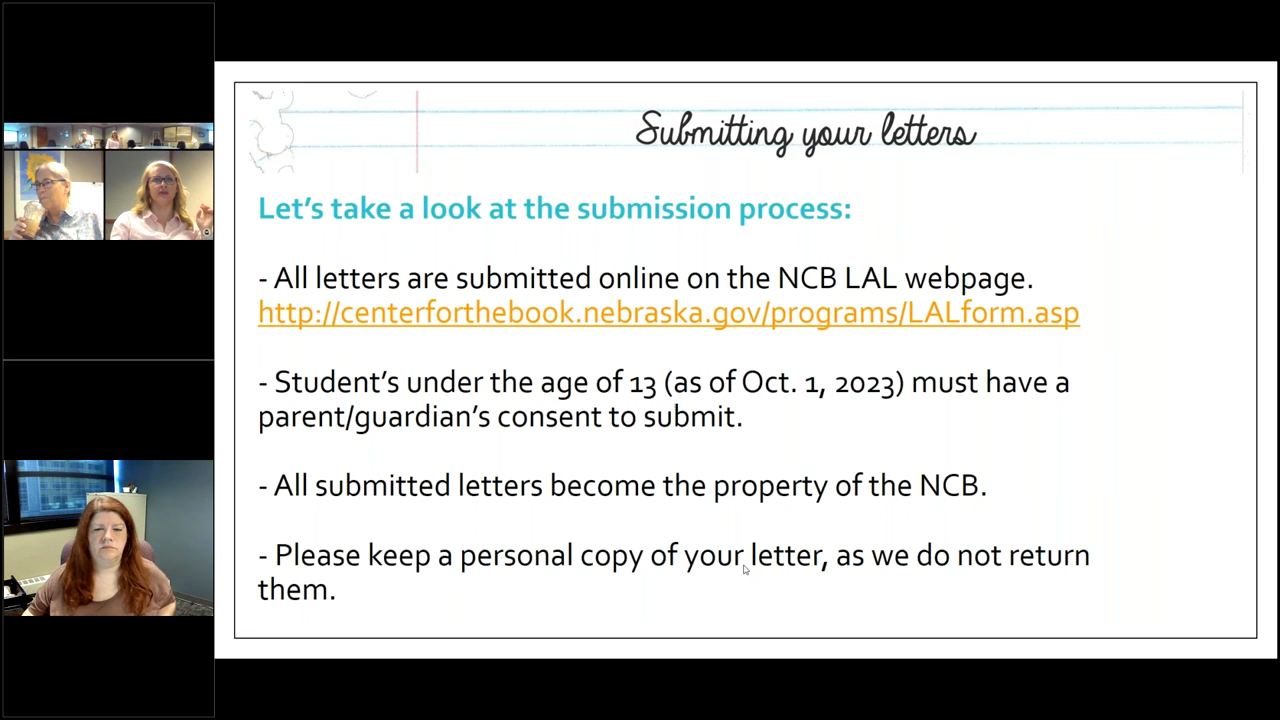 Submitting your letters
Let's take a look at the submission process:
- All letters are submitted online on the NCB LAL webpage.
http://centerforthebook.nebraska.gov/programs/LALform.asp
- Student's under the age of 13 (as of Oct. 1, 2023) must have a
parent/guardian's consent to submit.
- All submitted letters become the property of the NCB.
- Please keep a personal copy of your letter, as we do not return
them.